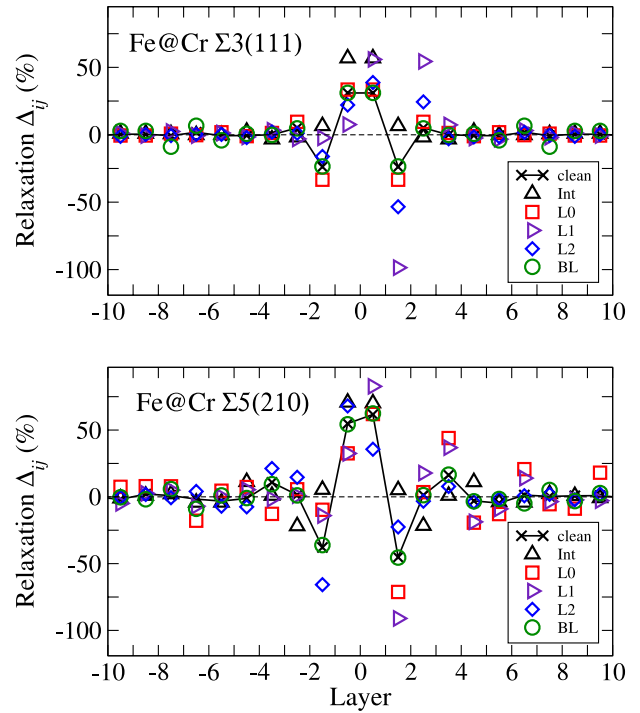 Fe@Cr Σ3(111)
Relaxation Δij (%)
50
0
-50
-100
clean
Int
L0
L1
L2
BL
-10 -8 -6 -4 -2 0 2 4 6 8 10
Fe@Cr Σ5(210)
Relaxation Δij (%)
50
0
-50
-100
clean
Int
L0
L1
L2
BL
-10 -8 -6 -4 -2 0 2 4 6 8 10
Layer